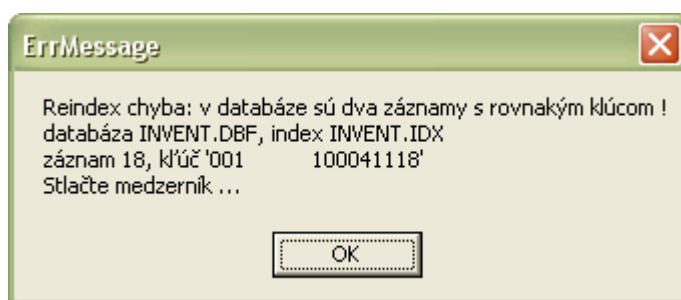 ErrMessage
Reindex chyba: v databáze sú dva záznamy s rovnakým klúcom !
databáza INVENT.DBF, index INVENT.IDX
záznam 18, kľúč '001 100041118'
Stlačte medzerník ...
OK